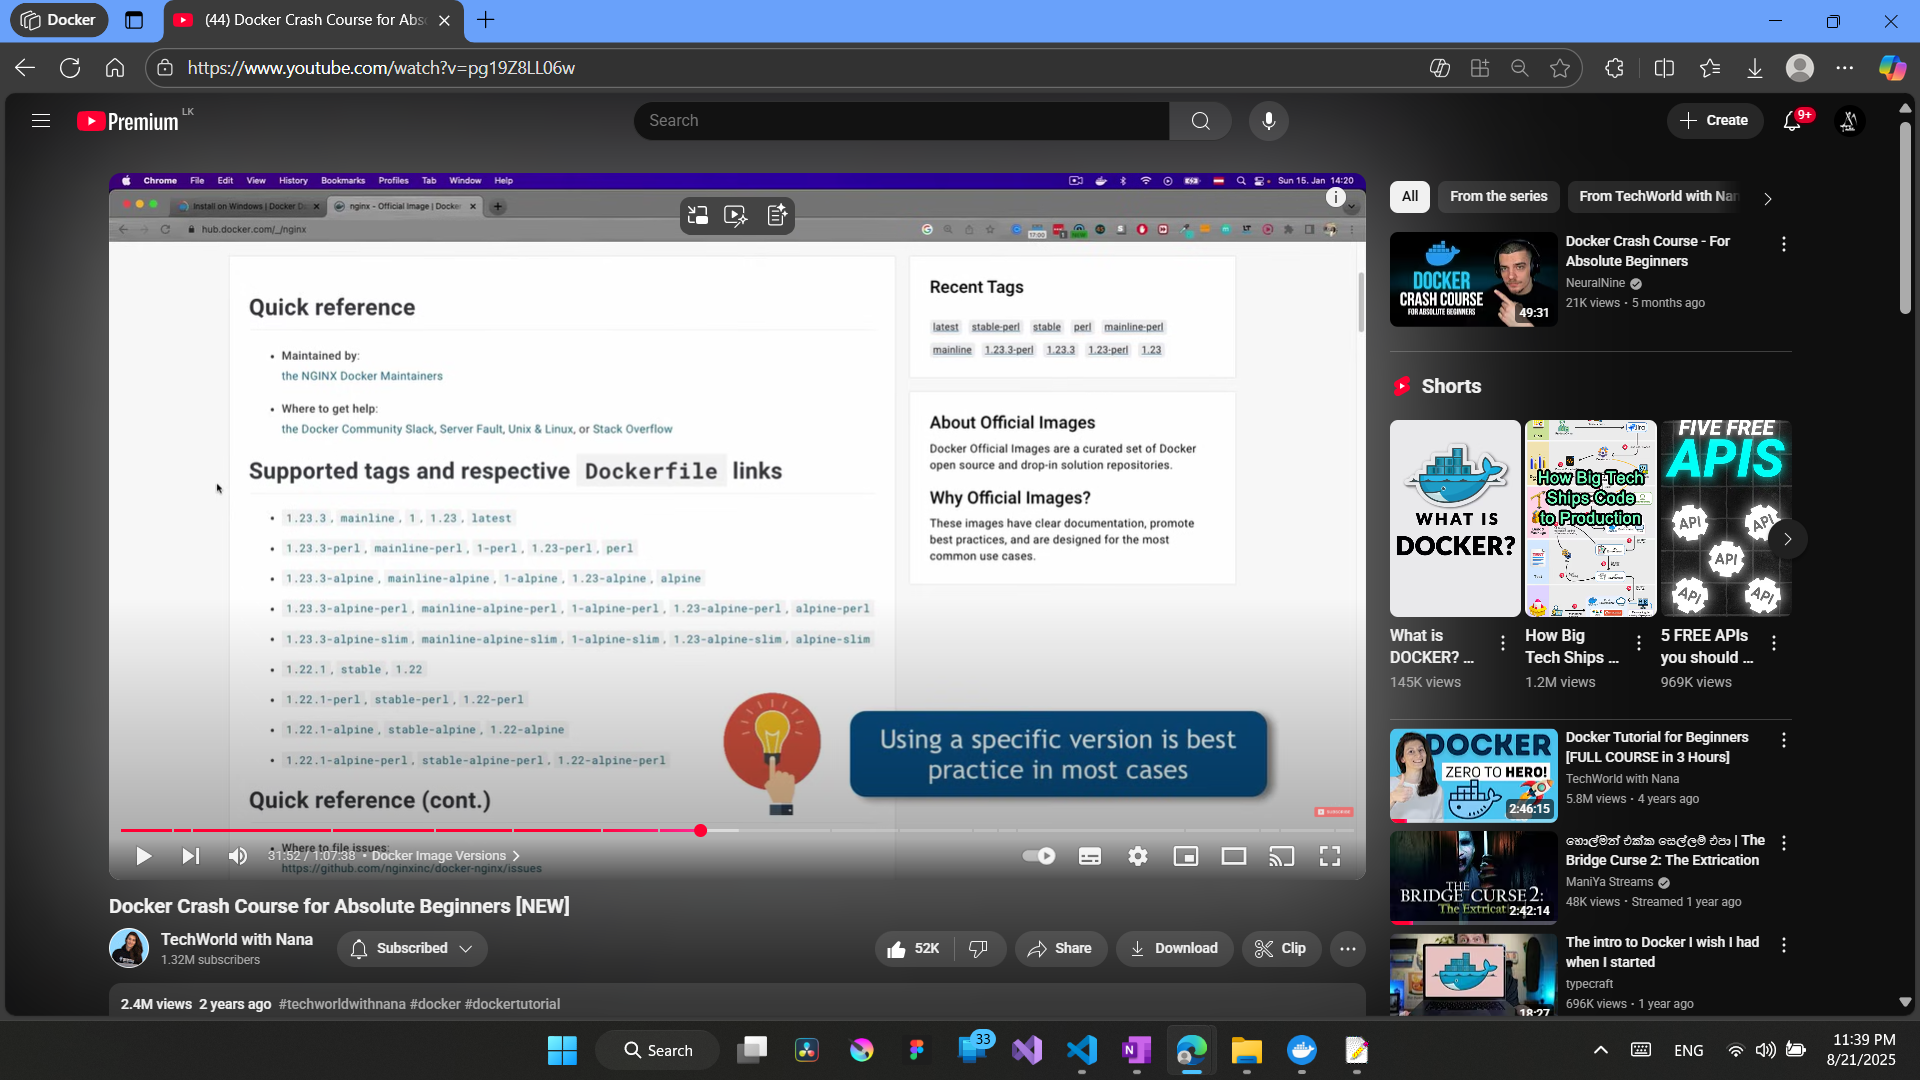 Docker
(44) Docker Crash Course for Abs
https://www.youtube.com/watch?v=pg19Z8LL06w
Premium LK
Search
Create
9+
Chrome File Edit View History Bookmarks Profiles Tab Window Help
Sun 15. Jan 14:20
Install on Windows | Docker Do
nginx - Official Image | Docker
hub.docker.com/_/nginx
Quick reference
• Maintained by:
the NGINX Docker Maintainers
• Where to get help:
the Docker Community Slack, Server Fault, Unix & Linux, or Stack Overflow
Supported tags and respective Dockerfile links
• 1.23.3, mainline, 1, 1.23, latest
• 1.23.3-perl, mainline-perl, 1-perl, 1.23-perl, perl
• 1.23.3-alpine, mainline-alpine, 1-alpine, 1.23-alpine, alpine
• 1.23.3-alpine-perl, mainline-alpine-perl, 1-alpine-perl, 1.23-alpine-perl, alpine-perl
• 1.23.3-alpine-slim, mainline-alpine-slim, 1-alpine-slim, 1.23-alpine-slim, alpine-slim
• 1.22.1, stable, 1.22
• 1.22.1-perl, stable-perl, 1.22-perl
• 1.22.1-alpine, stable-alpine, 1.22-alpine
• 1.22.1-alpine-perl, stable-alpine-perl, 1.22-alpine-perl
Quick reference (cont.)
• Where to file issues:
https://github.com/nginxinc/docker-nginx/issues
Recent Tags
latest stable-perl stable perl mainline-perl
mainline 1.23.3-perl 1.23.3 1.23-perl 1.23
About Official Images
Docker Official Images are a curated set of Docker
open source and drop-in solution repositories.
Why Official Images?
These images have clear documentation, promote
best practices, and are designed for the most
common use cases.
Using a specific version is best
practice in most cases
SUBSCRIBE
31:52 / 1:07:38 • Docker Image Versions
Docker Crash Course for Absolute Beginners [NEW]
TechWorld with Nana
1.32M subscribers
Subscribed
52K
Share
Download
Clip
2.4M views 2 years ago #techworldwithnana #docker #dockertutorial
All
From the series
From TechWorld with Nan
DOCKER
CRASH COURSE
FOR ABSOLUTE BEGINNERS
49:31
Docker Crash Course - For
Absolute Beginners
NeuralNine
21K views • 5 months ago
Shorts
WHAT IS
DOCKER?
How Big Tech
Ships Code
to Production
FIVE FREE
APIS
API
API
API
API
API
What is
DOCKER? ...
145K views
How Big
Tech Ships ...
1.2M views
5 FREE APIs
you should ...
969K views
DOCKER
ZERO TO HERO!
2:46:15
Docker Tutorial for Beginners
[FULL COURSE in 3 Hours]
TechWorld with Nana
5.8M views • 4 years ago
THE
BRIDGE CURSE 2:
The Extricat
2:42:14
හොල්මන් එක්ක සෙල්ලම් එපා | The
Bridge Curse 2: The Extrication
ManiYa Streams
48K views • Streamed 1 year ago
18:27
The intro to Docker I wish I had
when I started
typecraft
696K views • 1 year ago
Search
33
ENG
11:39 PM
8/21/2025